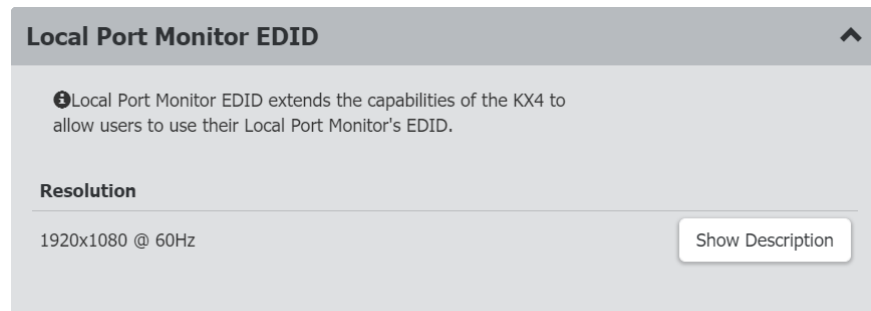 Local Port Monitor EDID
Local Port Monitor EDID extends the capabilities of the KX4 to
allow users to use their Local Port Monitor's EDID.
Resolution
1920x1080 @ 60Hz
Show Description